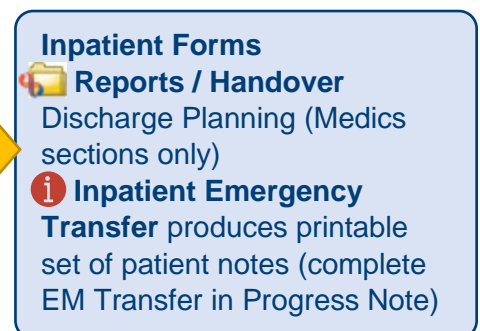 Inpatient Forms
Reports / Handover
Discharge Planning (Medics
sections only)
i Inpatient Emergency
Transfer produces printable
set of patient notes (complete
EM Transfer in Progress Note)